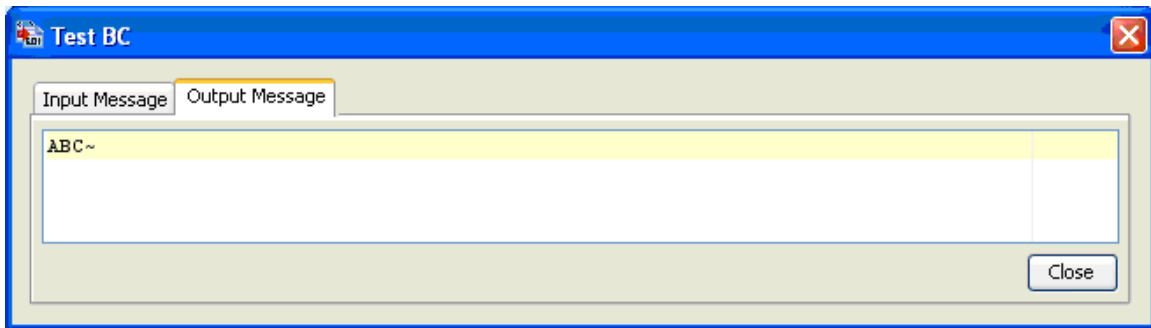 Test BC
Input Message Output Message
ABC~
Close